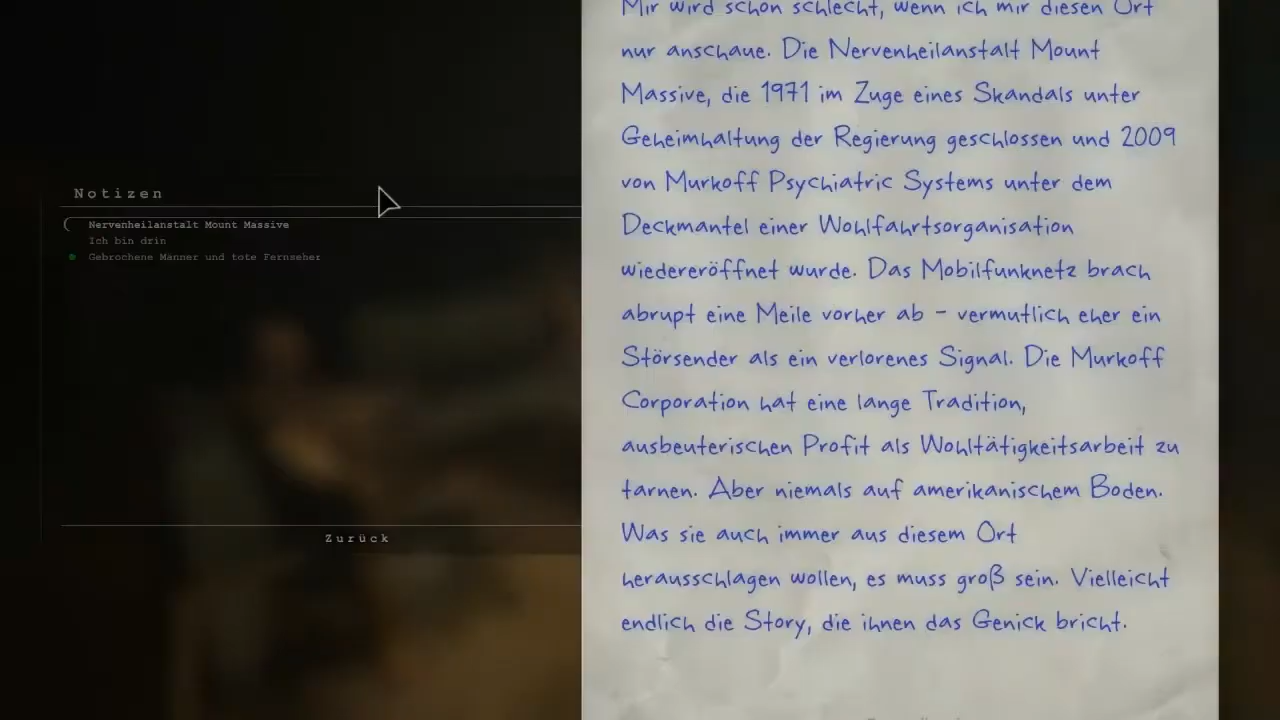 Notizen
Nervenheilanstalt Mount Massive
Ich bin drin
Gebrochene Männer und tote Fernseher
Zurück
Mir wird schon schlecht, wenn ich mir diesen Ort
nur anschaue. Die Nervenheilanstalt Mount
Massive, die 1971 im Zuge eines Skandals unter
Geheimhaltung der Regierung geschlossen und 2009
von Murkoff Psychiatric Systems unter dem
Deckmantel einer Wohlfahrtsorganisation
wiedereröffnet wurde. Das Mobilfunknetz brach
abrupt eine Meile vorher ab - vermutlich eher ein
Störsender als ein verlorenes Signal. Die Murkoff
Corporation hat eine lange Tradition,
ausbeuterischen Profit als Wohltätigkeitsarbeit zu
tarnen. Aber niemals auf amerikanischem Boden.
Was sie auch immer aus diesem Ort
herausschlagen wollen, es muss groß sein. Vielleicht
endlich die Story, die ihnen das Genick bricht.